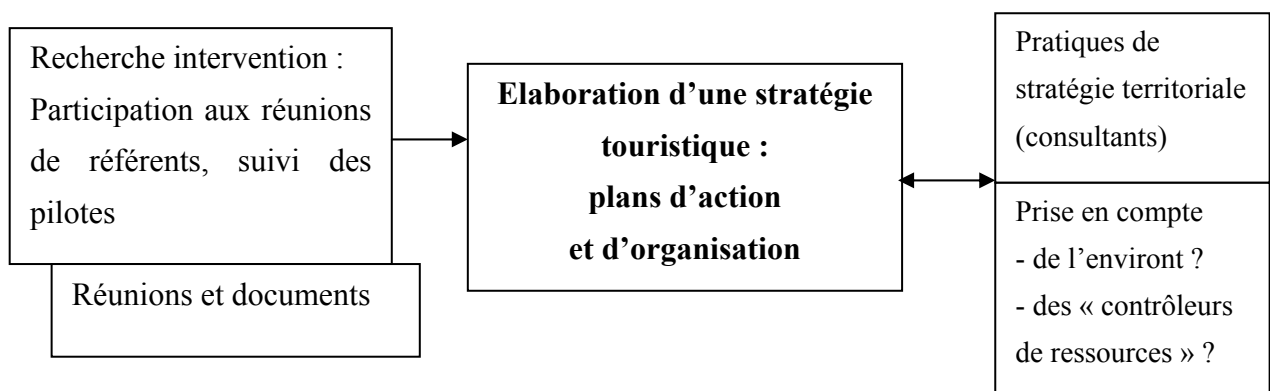 Recherche intervention :
Participation aux réunions
de référents, suivi des
pilotes
Réunions et documents
Elaboration d’une stratégie
touristique :
plans d’action
et d’organisation
Pratiques de
stratégie territoriale
(consultants)
Prise en compte
- de l’environt ?
- des « contrôleurs
de ressources » ?